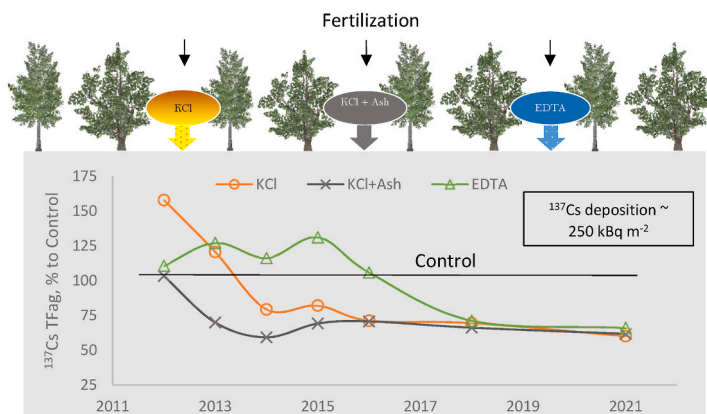 Fertilization
KCl
KCl + Ash
EDTA
KCl
KCl+Ash
EDTA
¹³⁷Cs deposition ~
250 kBq m⁻²
Control
¹³⁷Cs TFag, % to Control
175
150
125
100
75
50
25
2011
2013
2015
2017
2019
2021